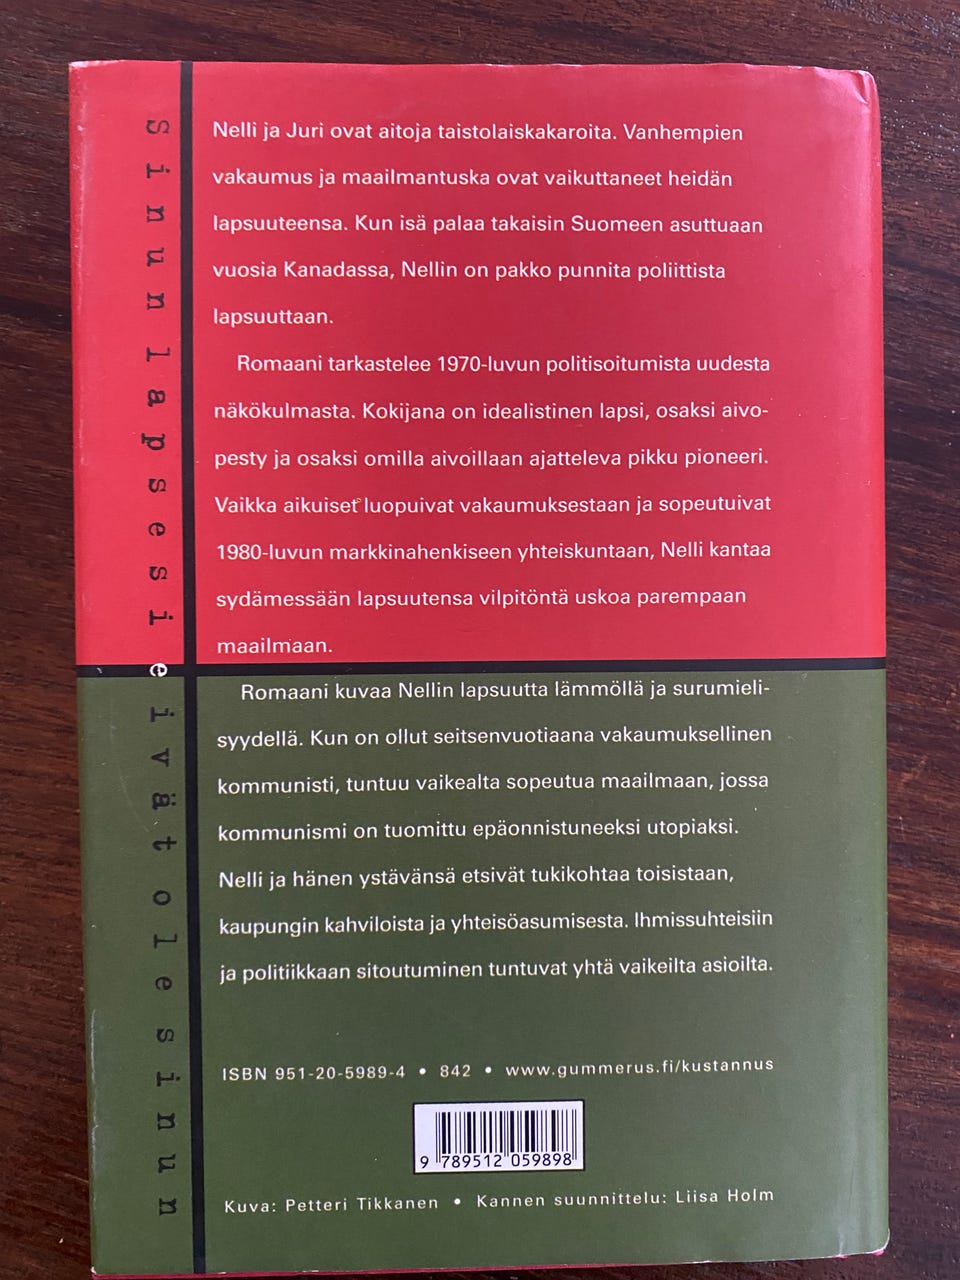 Sinun lapsesi eivät ole sinun
Nelli ja Juri ovat aitoja taistolaiskakaroita. Vanhempien
vakaumus ja maailmantuska ovat vaikuttaneet heidän
lapsuuteensa. Kun isä palaa takaisin Suomeen asuttuaan
vuosia Kanadassa, Nellin on pakko punnita poliittista
lapsuuttaan.
Romaani tarkastelee 1970-luvun politisoitumista uudesta
näkökulmasta. Kokijana on idealistinen lapsi, osaksi aivo-
pesty ja osaksi omilla aivoillaan ajatteleva pikku pioneeri.
Vaikka aikuiset luopuivat vakaumuksestaan ja sopeutuivat
1980-luvun markkinahenkiseen yhteiskuntaan, Nelli kantaa
sydämessään lapsuutensa vilpitöntä uskoa parempaan
maailmaan.
Romaani kuvaa Nellin lapsuutta lämmöllä ja surumieli-
syydellä. Kun on ollut seitsenvuotiaana vakaumuksellinen
kommunisti, tuntuu vaikealta sopeutua maailmaan, jossa
kommunismi on tuomittu epäonnistuneeksi utopiaksi.
Nelli ja hänen ystävänsä etsivät tukikohtaa toisistaan,
kaupungin kahviloista ja yhteisöasumisesta. Ihmissuhteisiin
ja politiikkaan sitoutuminen tuntuvat yhtä vaikeilta asioilta.
ISBN 951-20-5989-4 • 842 • www.gummerus.fi/kustannus
9 789512 059898
Kuva: Petteri Tikkanen • Kannen suunnittelu: Liisa Holm